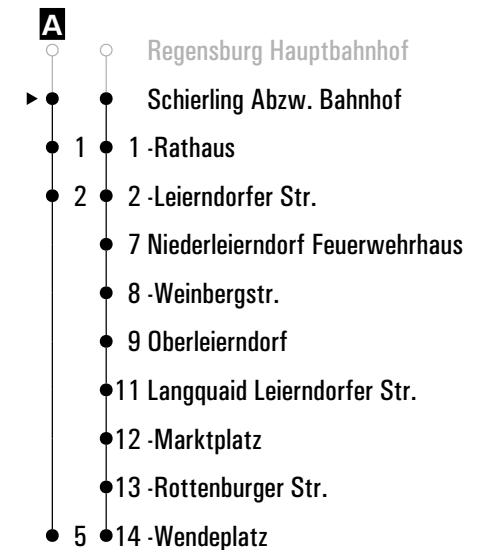 A
Regensburg Hauptbahnhof
Schierling Abzw. Bahnhof
1 1 -Rathaus
2 2 -Leierndorfer Str.
7 Niederleierndorf Feuerwehrhaus
8 -Weinbergstr.
9 Oberleierndorf
11 Langquaid Leierndorfer Str.
12 -Marktplatz
13 -Rottenburger Str.
5 14 -Wendeplatz